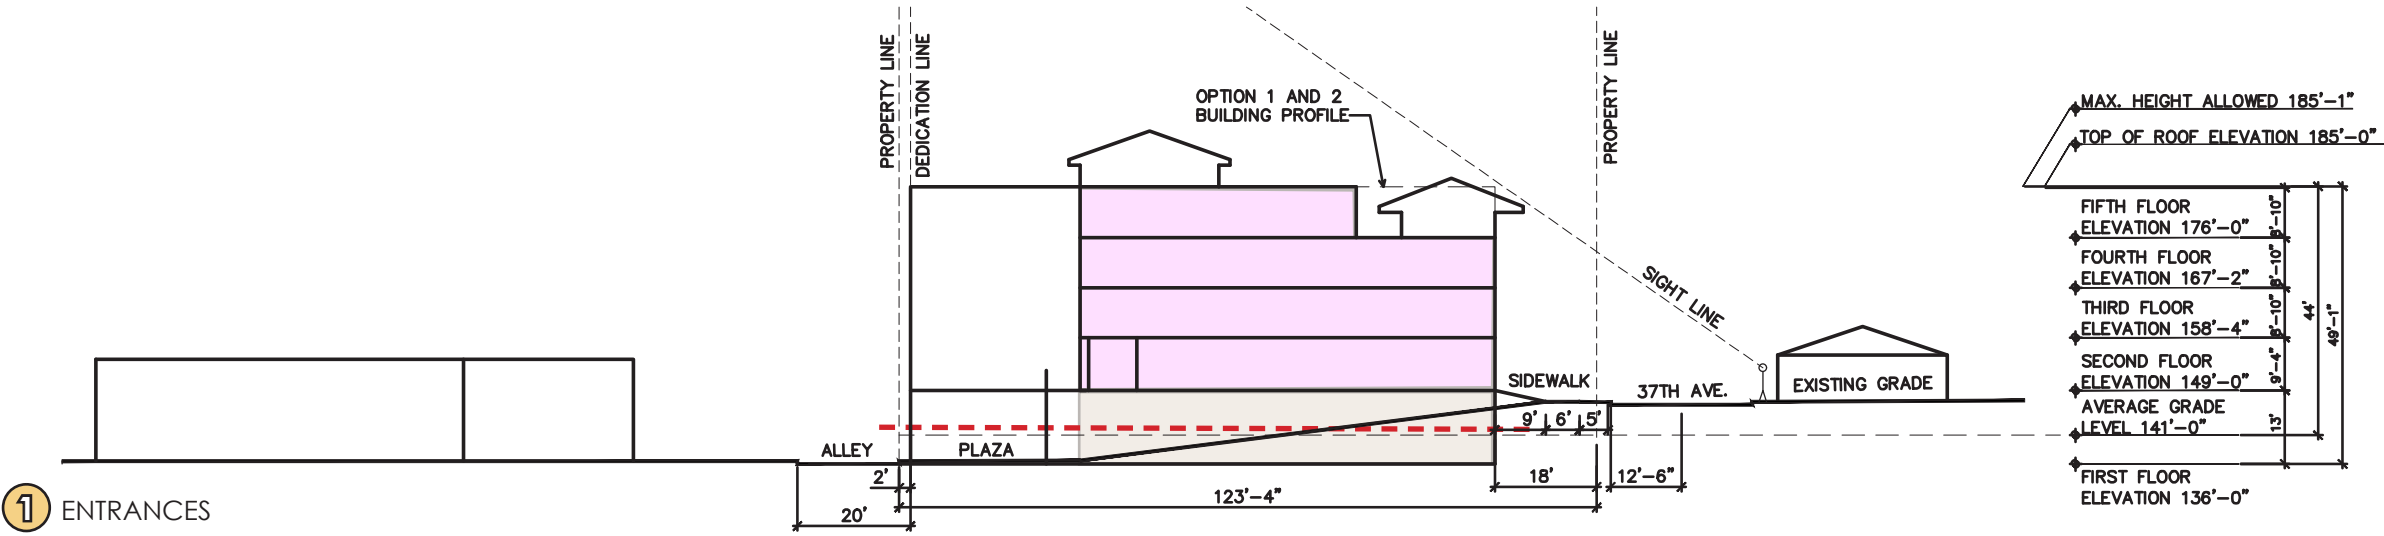 PROPERTY LINE
DEDICATION LINE
OPTION 1 AND 2
BUILDING PROFILE
PROPERTY LINE
SIGHT LINE
MAX. HEIGHT ALLOWED 185'-1"
TOP OF ROOF ELEVATION 185'-0"
FIFTH FLOOR
ELEVATION 176'-0"
8'-10"
FOURTH FLOOR
ELEVATION 167'-2"
8'-10"
THIRD FLOOR
ELEVATION 158'-4"
8'-10"
44'
49'-1"
SECOND FLOOR
ELEVATION 149'-0"
9'-4"
AVERAGE GRADE
LEVEL 141'-0"
13'
FIRST FLOOR
ELEVATION 136'-0"
SIDEWALK
37TH AVE.
EXISTING GRADE
9'
6'
5'
ALLEY
PLAZA
2'
18'
12'-6"
123'-4"
20'
1 ENTRANCES